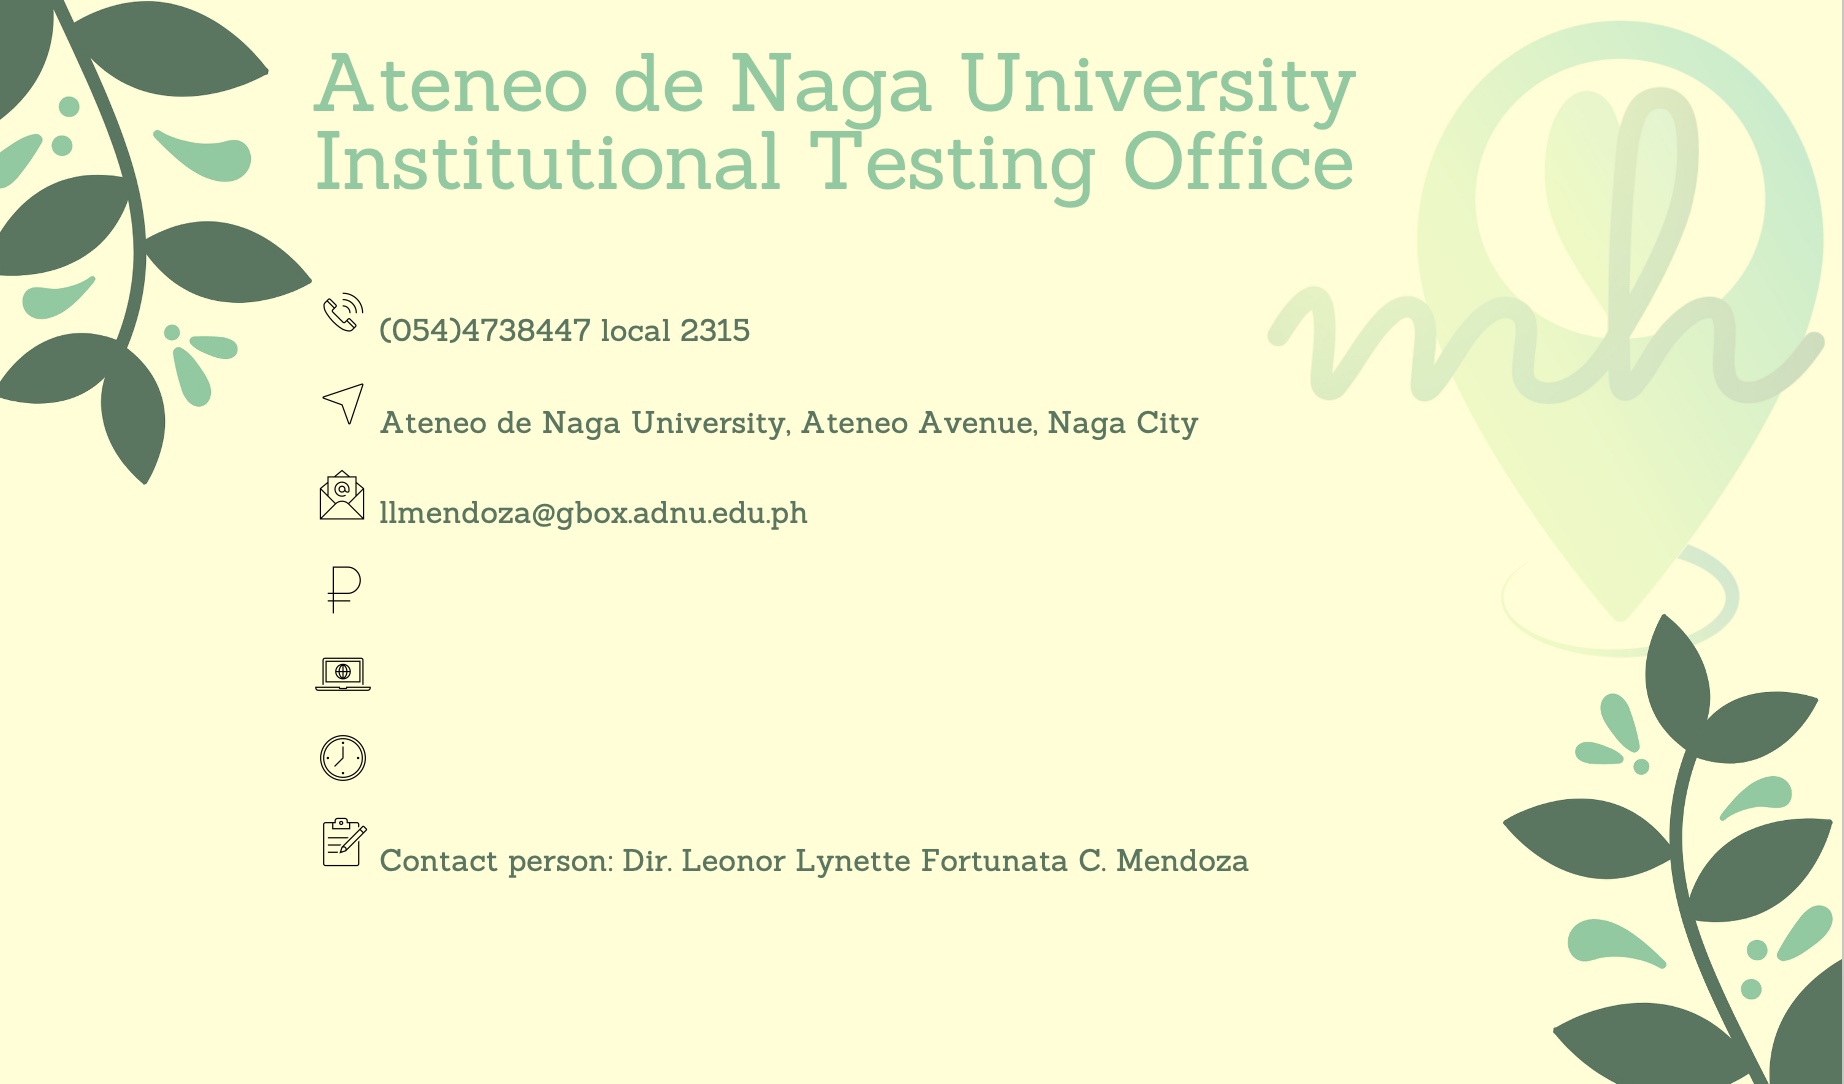 Ateneo de Naga University
Institutional Testing Office
(054)4738447 local 2315
Ateneo de Naga University, Ateneo Avenue, Naga City
llmendoza@gbox.adnu.edu.ph
Contact person: Dir. Leonor Lynette Fortunata C. Mendoza
mh